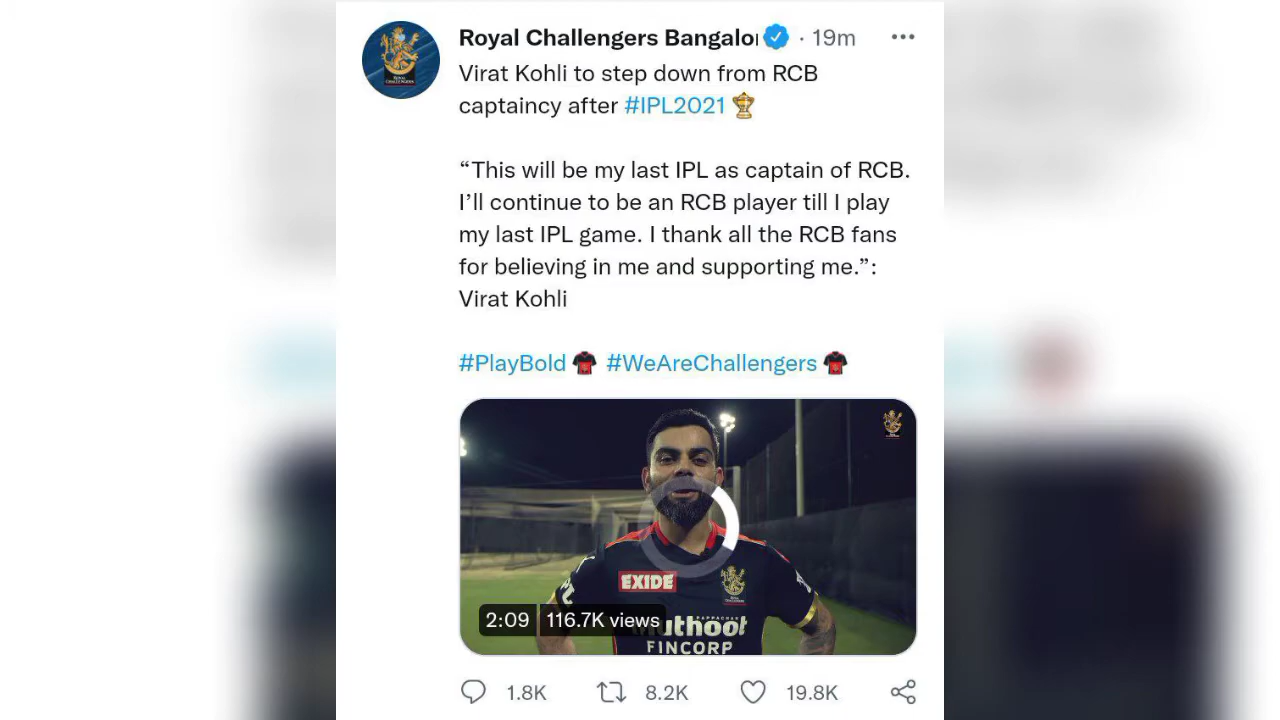 Royal Challengers Bangalo · 19m
Virat Kohli to step down from RCB
captaincy after #IPL2021
“This will be my last IPL as captain of RCB.
I’ll continue to be an RCB player till I play
my last IPL game. I thank all the RCB fans
for believing in me and supporting me.”:
Virat Kohli
#PlayBold #WeAreChallengers
EXIDE
2:09 116.7K views
Muthoot
FINCORP
1.8K 8.2K 19.8K